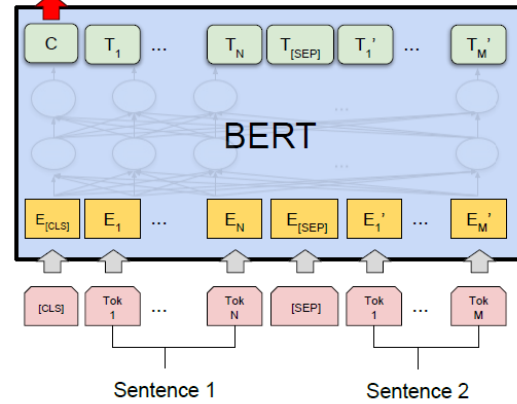 C T1 ... TN T[SEP] T1' ... TM'
...
BERT
...
E[CLS] E1 ... EN E[SEP] E1' ... EM'
[CLS] Tok 1 ... Tok N [SEP] Tok 1 ... Tok M
Sentence 1 Sentence 2